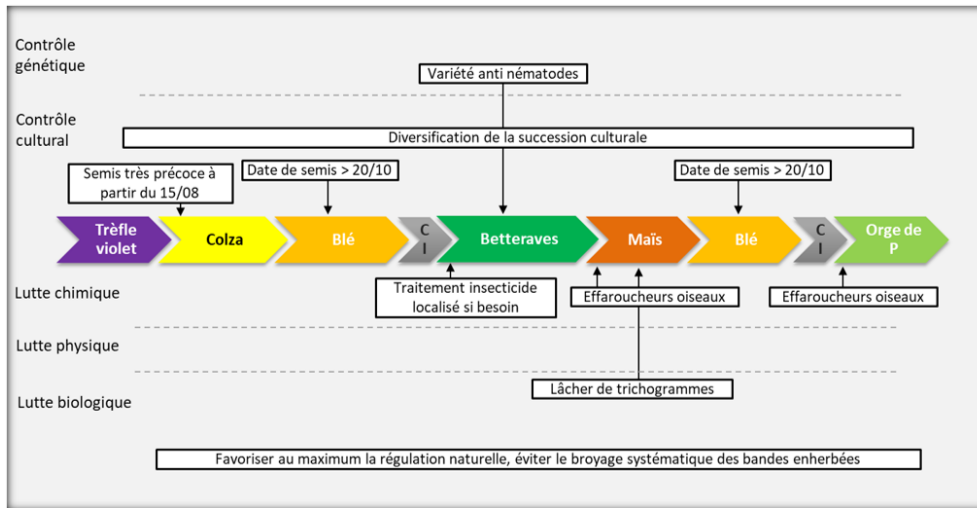 Contrôle
génétique
Variété anti nématodes
Contrôle
cultural
Diversification de la succession culturale
Semis très précoce à
partir du 15/08
Date de semis > 20/10
Date de semis > 20/10
Trèfle
violet
Colza
Blé
C
I
Betteraves
Maïs
Blé
C
I
Orge de
P
Lutte chimique
Traitement insecticide
localisé si besoin
Effaroucheurs oiseaux
Effaroucheurs oiseaux
Lutte physique
Lutte biologique
Lâcher de trichogrammes
Favoriser au maximum la régulation naturelle, éviter le broyage systématique des bandes enherbées